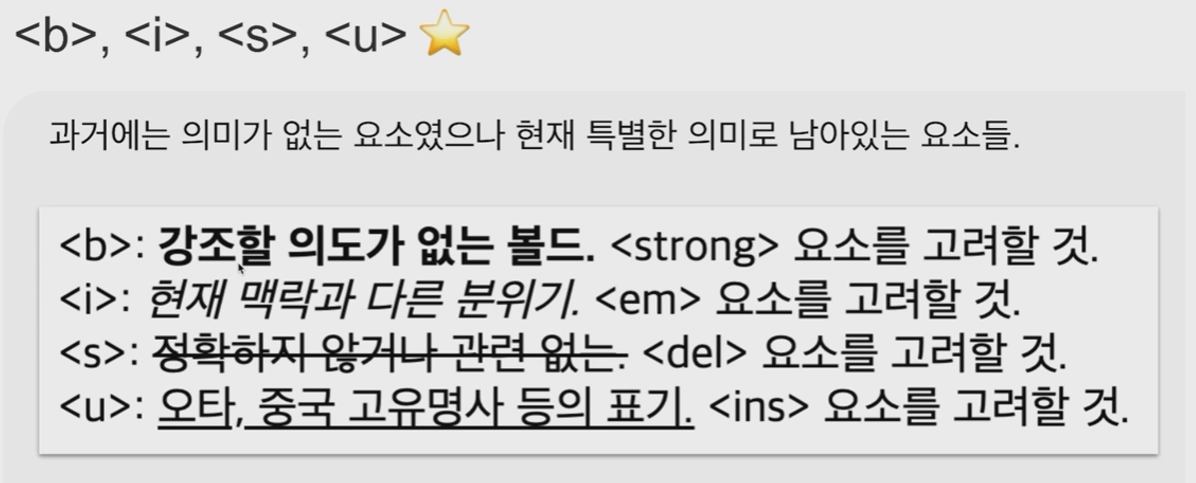 <b>, <i>, <s>, <u> ⭐
과거에는 의미가 없는 요소였으나 현재 특별한 의미로 남아있는 요소들.
<b>: 강조할 의도가 없는 볼드. <strong> 요소를 고려할 것.
<i>: 현재 맥락과 다른 분위기. <em> 요소를 고려할 것.
<s>: 정확하지 않거나 관련 없는. <del> 요소를 고려할 것.
<u>: 오타, 중국 고유명사 등의 표기. <ins> 요소를 고려할 것.